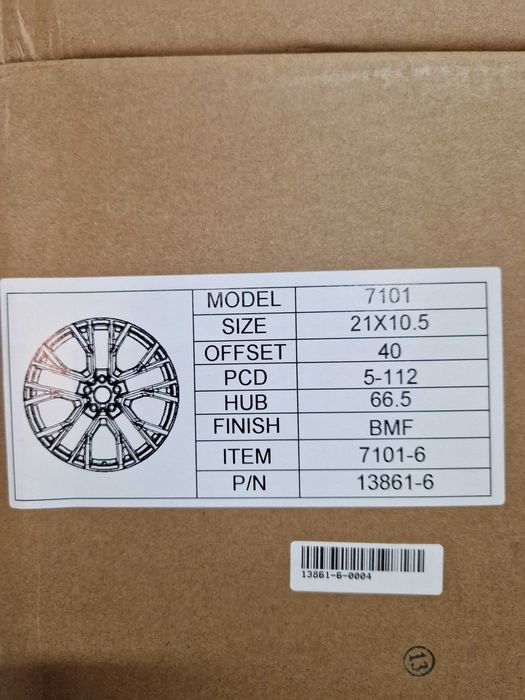 MODEL 7101
SIZE 21X10.5
OFFSET 40
PCD 5-112
HUB 66.5
FINISH BMF
ITEM 7101-6
P/N 13861-6
13861-6-0004
13